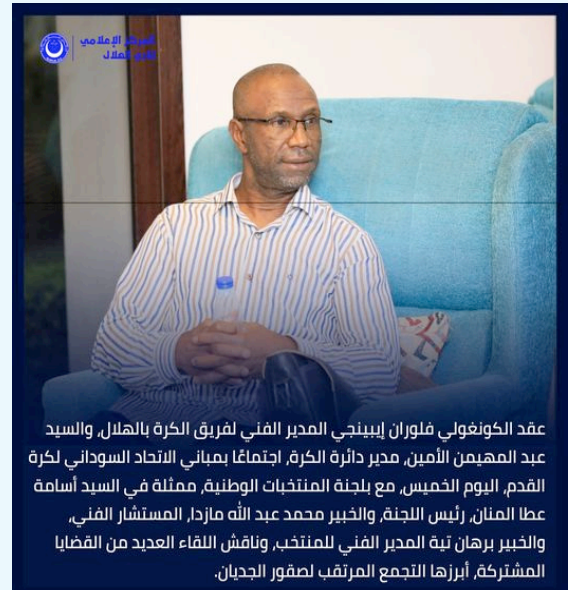 المركز الإعلامي
نادي الهلال
عقد الكونغولي فلوران إيبينجي المدير الفني لفريق الكرة بالهلال، والسيد
عبد المهيمن الأمين، مدير دائرة الكرة، اجتماعًا بمباني الاتحاد السوداني لكرة
القدم، اليوم الخميس، مع بلجنة المنتخبات الوطنية، ممثلة في السيد أسامة
عطا المنان، رئيس اللجنة، والخبير محمد عبد الله مازدا، المستشار الفني،
والخبير برهان تية المدير الفني للمنتخب، وناقش اللقاء العديد من القضايا
المشتركة، أبرزها التجمع المرتقب لصقور الجديان.